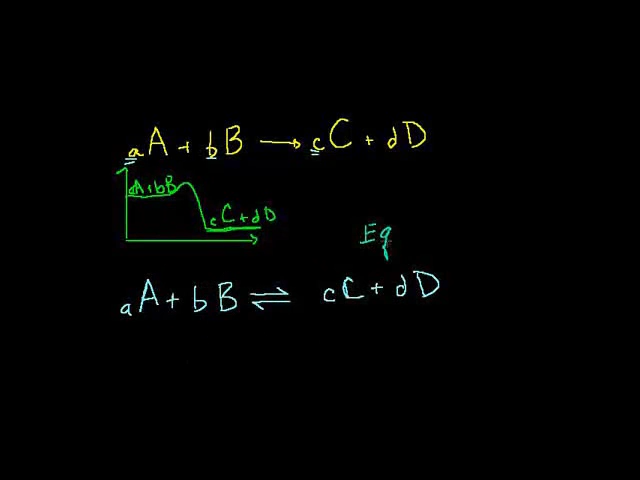 aA + bB → cC + dD
aA+bB
cC+dD
Eq
aA + bB ⇌ cC + dD